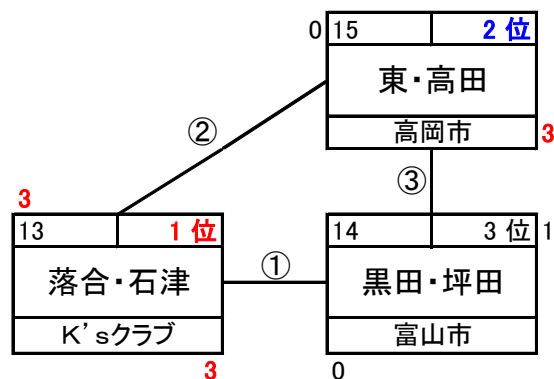 0 15 2 位
東・高田
高岡市 3
②
③
3
13 1 位
落合・石津
K’sクラブ
3
①
14 3 位 1
黒田・坪田
富山市
0